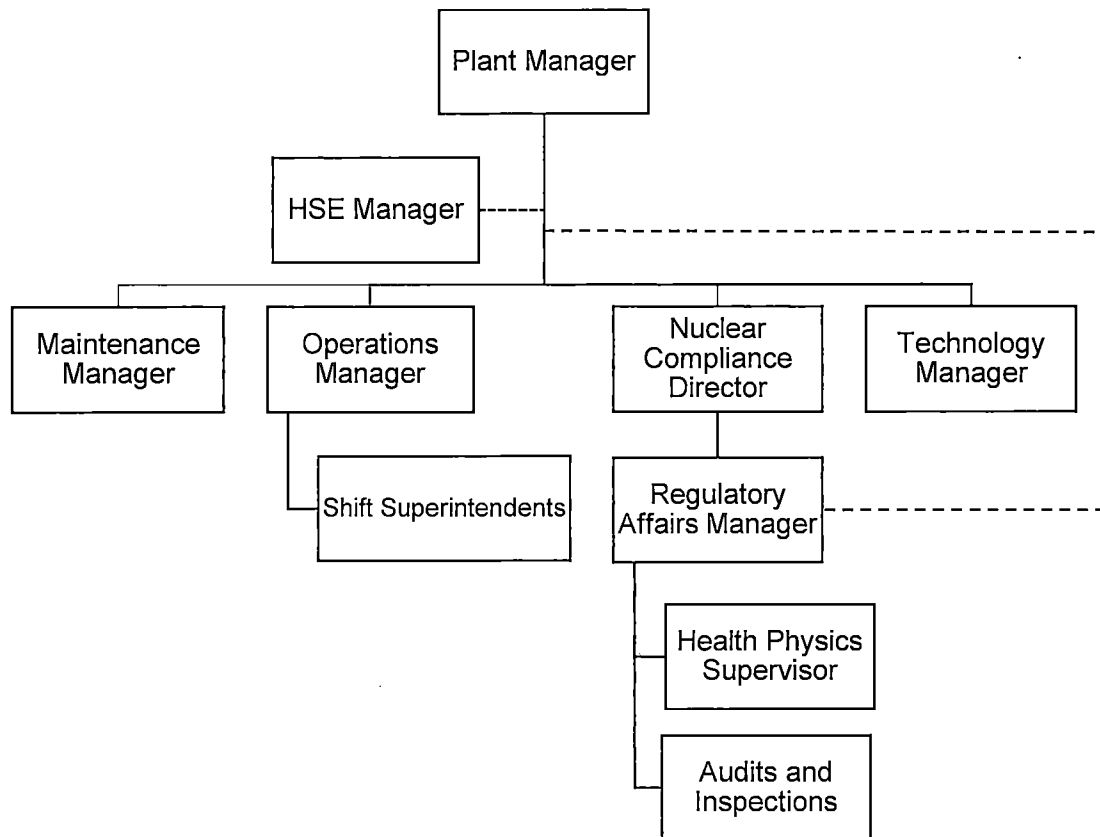 Plant Manager
HSE Manager
Maintenance
Manager
Operations
Manager
Nuclear
Compliance
Director
Technology
Manager
Shift Superintendents
Regulatory
Affairs Manager
Health Physics
Supervisor
Audits and
Inspections